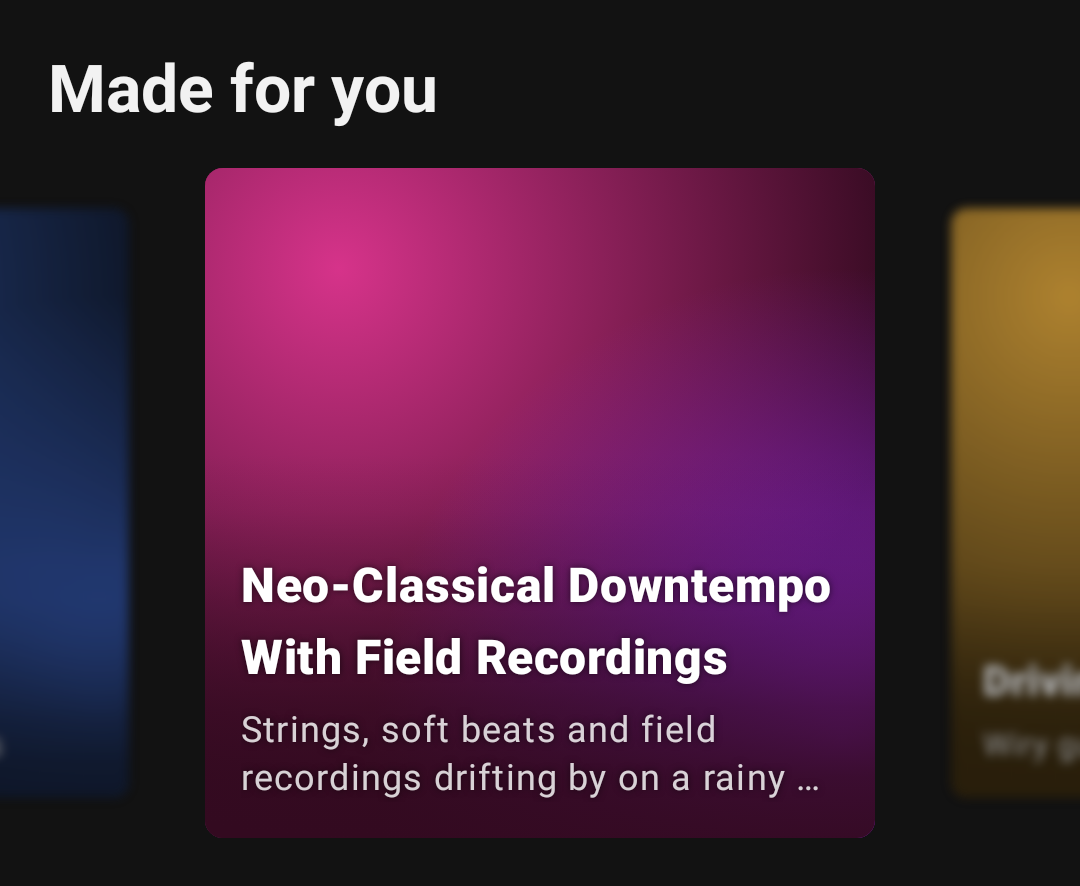 Made for you
Neo-Classical Downtempo
With Field Recordings
Strings, soft beats and field
recordings drifting by on a rainy …
Wiry